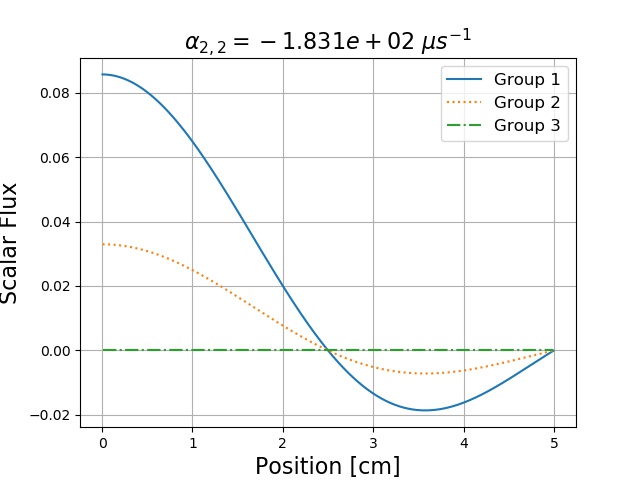 α2,2 = −1.831e + 02 μs−1
Group 1
Group 2
Group 3
Scalar Flux
0.08
0.06
0.04
0.02
0.00
−0.02
0 1 2 3 4 5
Position [cm]